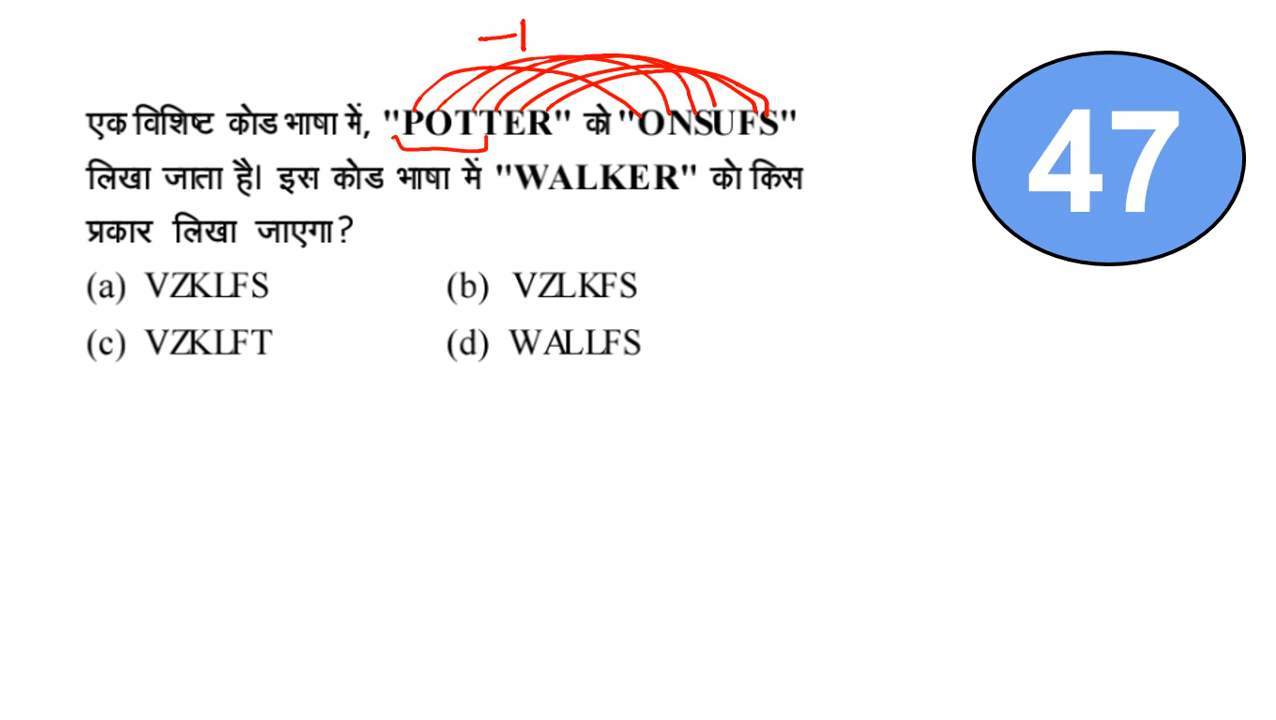 -1
एक विशिष्ट कोड भाषा में, "POTTER" को "ONSUFS"
लिखा जाता है। इस कोड भाषा में "WALKER" को किस
प्रकार लिखा जाएगा?
(a) VZKLFS (b) VZLKFS
(c) VZKLFT (d) WALLFS
47